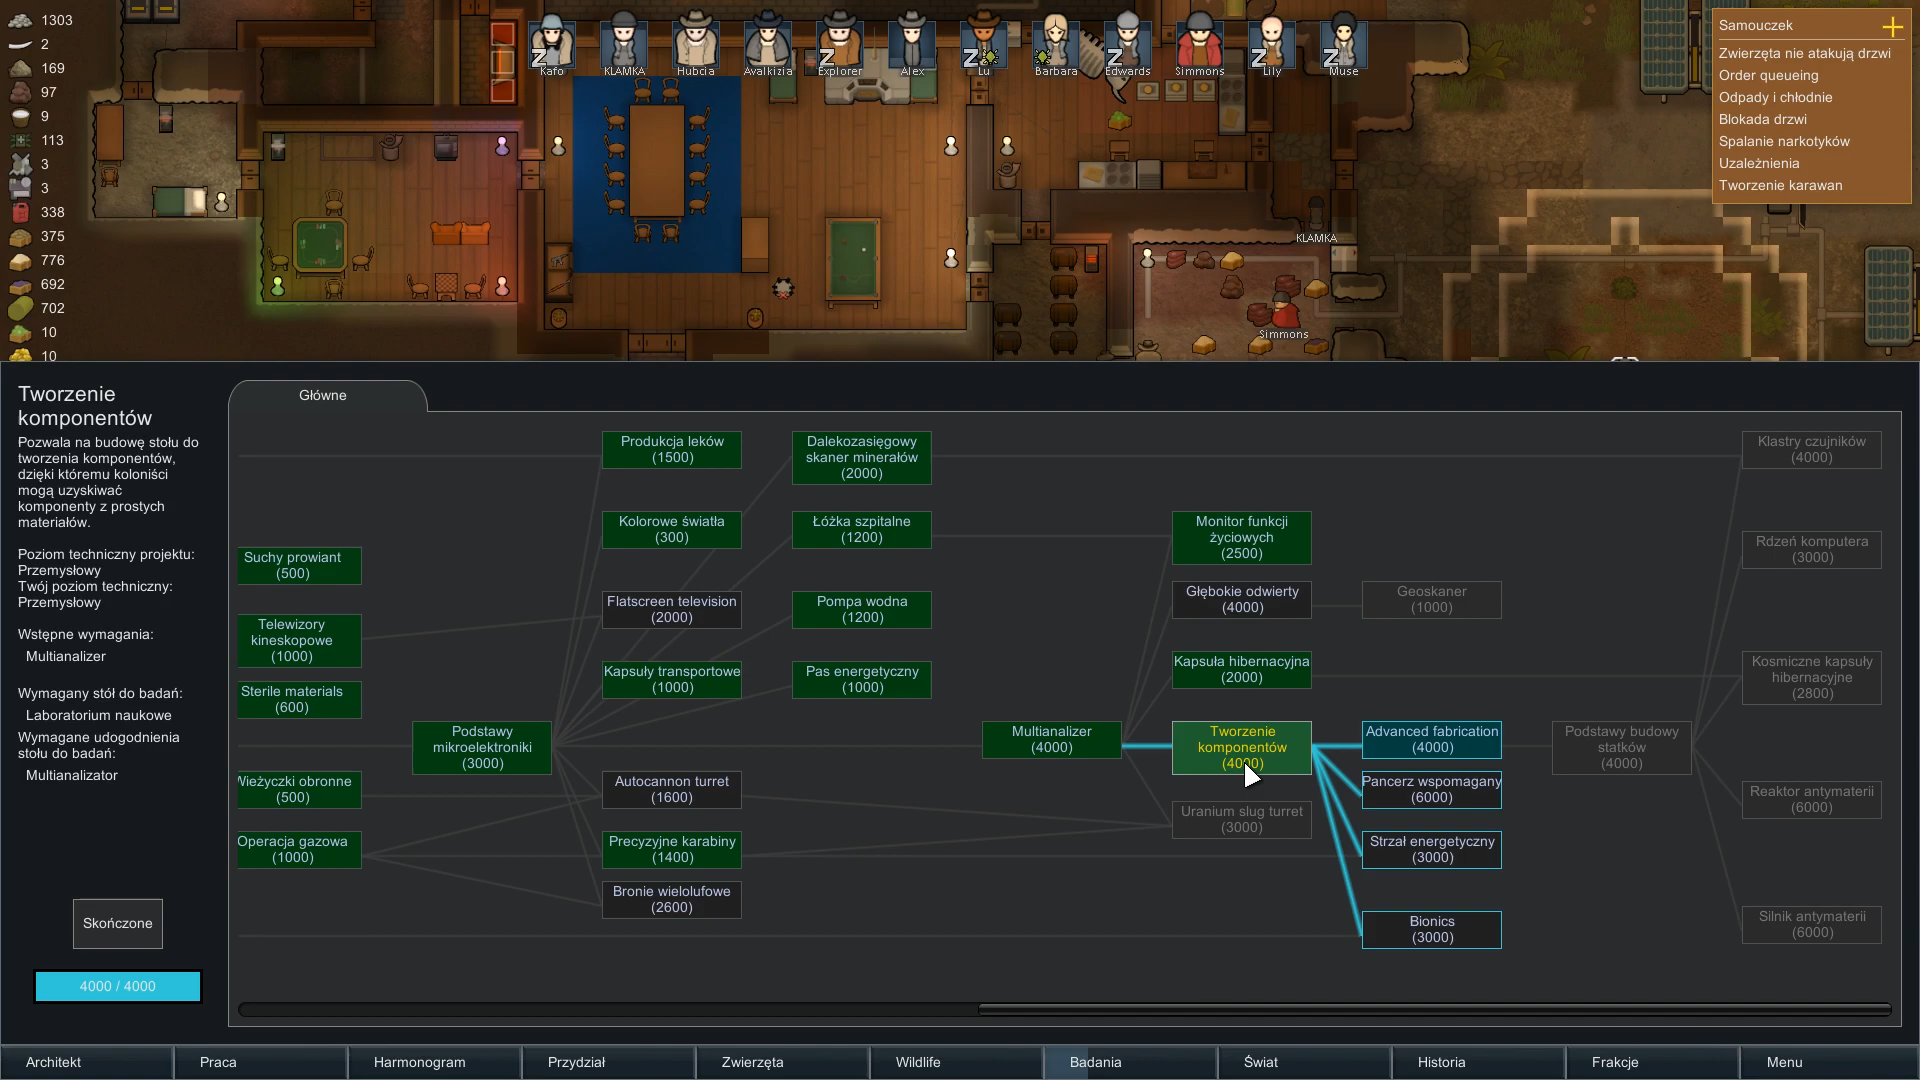 1303
2
169
97
9
113
3
3
338
375
776
692
702
10
10
Kafo
KLAMKA
Hubcia
Avalkizia
Explorer
Alex
Lu
Barbara
Edwards
Simmons
Lily
Muse
Samouczek
Zwierzęta nie atakują drzwi
Order queueing
Odpady i chłodnie
Blokada drzwi
Spalanie narkotyków
Uzależnienia
Tworzenie karawan
KLAMKA
Simmons
Tworzenie
komponentów
Pozwala na budowę stołu do
tworzenia komponentów,
dzięki któremu koloniści
mogą uzyskiwać
komponenty z prostych
materiałów.
Poziom techniczny projektu:
Przemysłowy
Twój poziom techniczny:
Przemysłowy
Wstępne wymagania:
Multianalizer
Wymagany stół do badań:
Laboratorium naukowe
Wymagane udogodnienia
stołu do badań:
Multianalizator
Skończone
4000 / 4000
Główne
Suchy prowiant
(500)
Telewizory
kineskopowe
(1000)
Sterile materials
(600)
Wieżyczki obronne
(500)
Operacja gazowa
(1000)
Podstawy
mikroelektroniki
(3000)
Produkcja leków
(1500)
Kolorowe światła
(300)
Flatscreen television
(2000)
Kapsuły transportowe
(1000)
Autocannon turret
(1600)
Precyzyjne karabiny
(1400)
Bronie wielolufowe
(2600)
Dalekozasięgowy
skaner minerałów
(2000)
Łóżka szpitalne
(1200)
Pompa wodna
(1200)
Pas energetyczny
(1000)
Multianalizer
(4000)
Monitor funkcji
życiowych
(2500)
Głębokie odwierty
(4000)
Kapsuła hibernacyjna
(2000)
Tworzenie
komponentów
(4000)
Uranium slug turret
(3000)
Geoskaner
(1000)
Advanced fabrication
(4000)
Pancerz wspomagany
(6000)
Strzał energetyczny
(3000)
Bionics
(3000)
Podstawy budowy
statków
(4000)
Klastry czujników
(4000)
Rdzeń komputera
(3000)
Kosmiczne kapsuły
hibernacyjne
(2800)
Reaktor antymaterii
(6000)
Silnik antymaterii
(6000)
Architekt
Praca
Harmonogram
Przydział
Zwierzęta
Wildlife
Badania
Świat
Historia
Frakcje
Menu